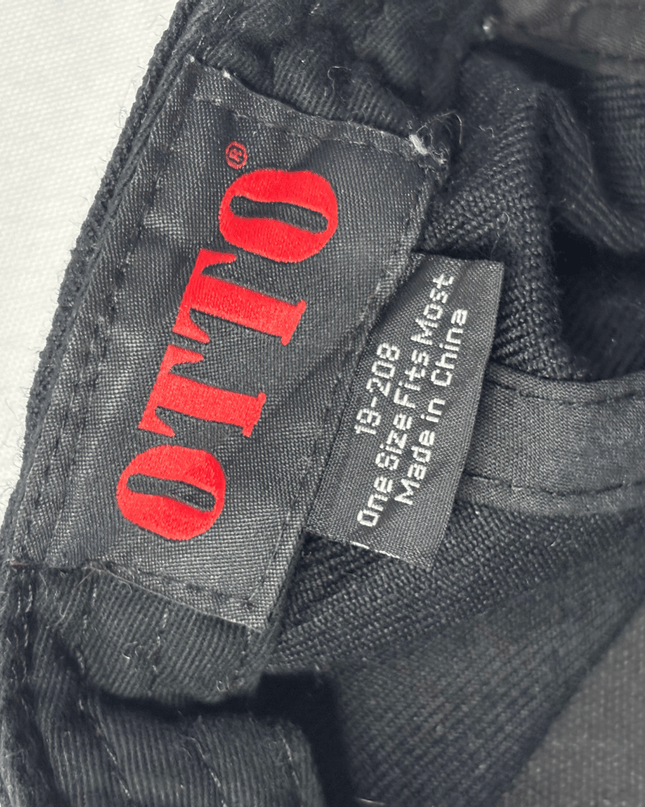 OTTO®
19-208
One Size Fits Most
Made in China